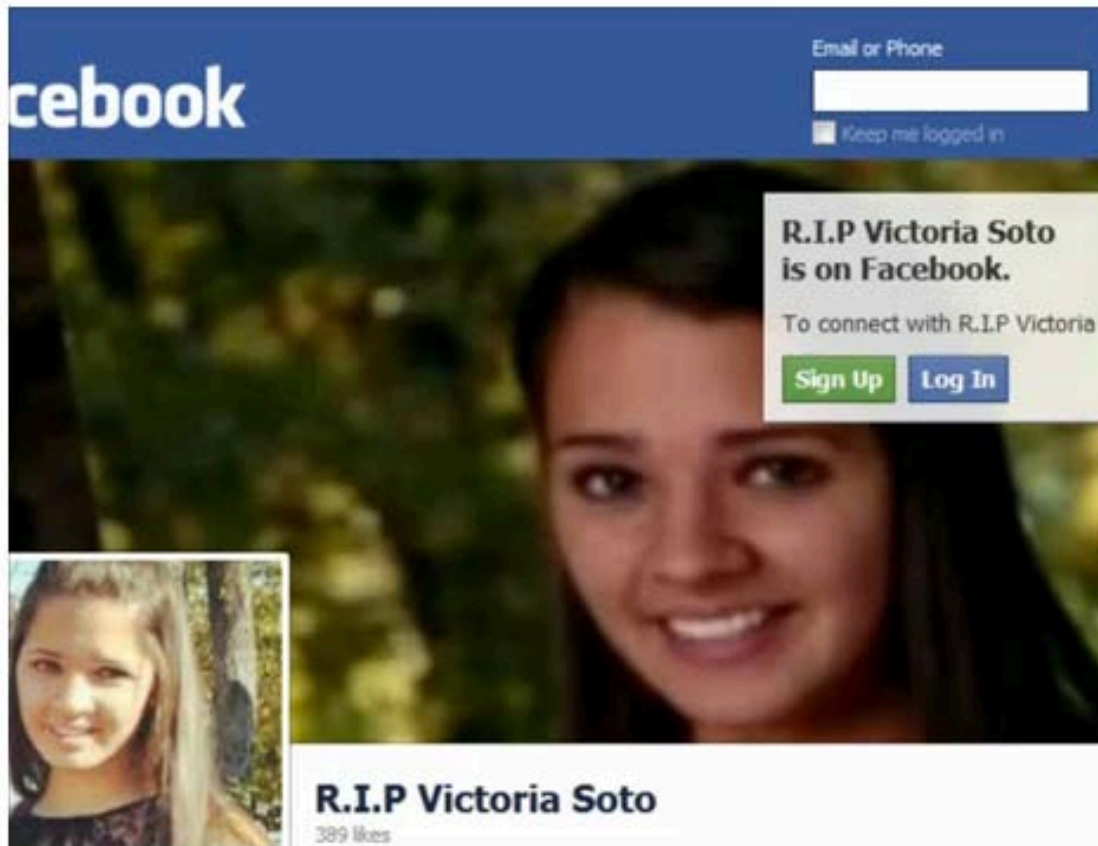 cebook
Email or Phone
Keep me logged in
R.I.P Victoria Soto
is on Facebook.
To connect with R.I.P Victoria
Sign Up
Log In
R.I.P Victoria Soto
389 likes